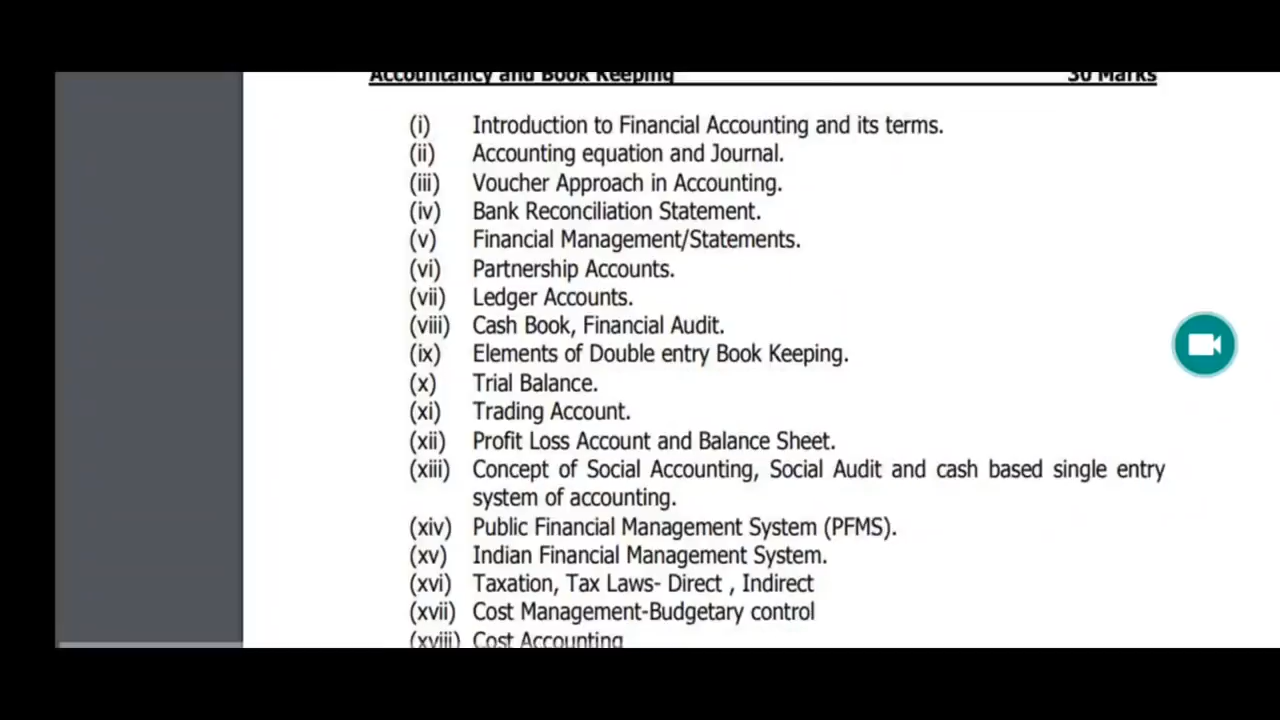 Accountancy and Book Keeping 30 Marks
(i) Introduction to Financial Accounting and its terms.
(ii) Accounting equation and Journal.
(iii) Voucher Approach in Accounting.
(iv) Bank Reconciliation Statement.
(v) Financial Management/Statements.
(vi) Partnership Accounts.
(vii) Ledger Accounts.
(viii) Cash Book, Financial Audit.
(ix) Elements of Double entry Book Keeping.
(x) Trial Balance.
(xi) Trading Account.
(xii) Profit Loss Account and Balance Sheet.
(xiii) Concept of Social Accounting, Social Audit and cash based single entry
system of accounting.
(xiv) Public Financial Management System (PFMS).
(xv) Indian Financial Management System.
(xvi) Taxation, Tax Laws- Direct , Indirect
(xvii) Cost Management-Budgetary control
(xviii) Cost Accounting